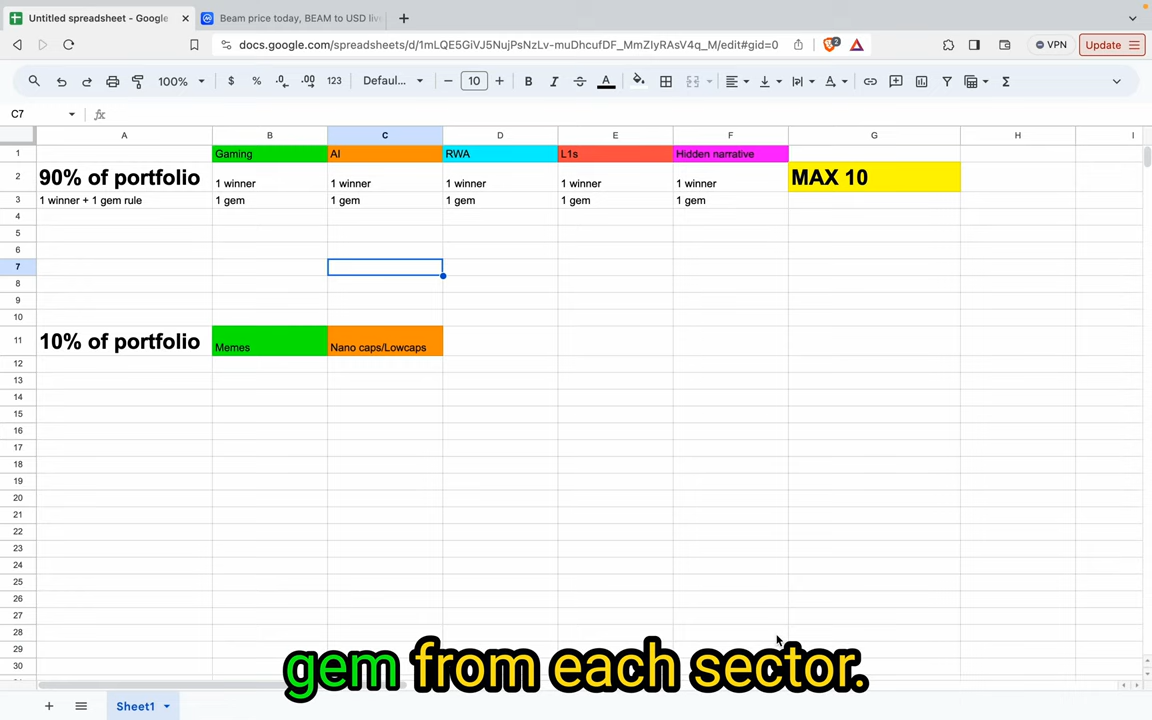 Untitled spreadsheet - Google
Beam price today, BEAM to USD live
docs.google.com/spreadsheets/d/1mLQE5GiVJ5NujPsNzLv-muDhcufDF_MmZIyRAsV4q_M/edit#gid=0
2
VPN
Update
100%
$ % .0 .00 123 Defaul... 10 B I A
C7
fx
A B C D E F G H I
1 Gaming AI RWA L1s Hidden narrative
2 90% of portfolio 1 winner 1 winner 1 winner 1 winner 1 winner MAX 10
3 1 winner + 1 gem rule 1 gem 1 gem 1 gem 1 gem 1 gem
4
5
6
7
8
9
10
11 10% of portfolio Memes Nano caps/Lowcaps
12
13
14
15
16
17
18
19
20
21
22
23
24
25
26
27
28
29
30
gem from each sector.
Sheet1